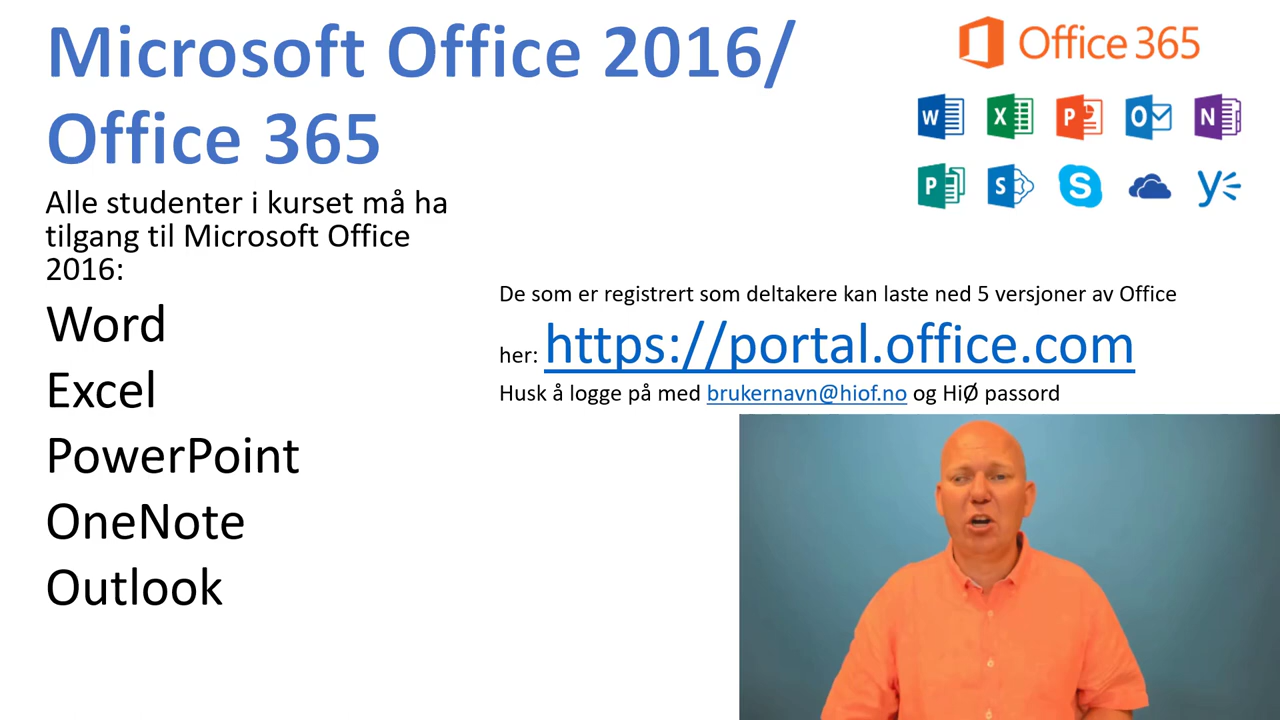 Microsoft Office 2016/
Office 365
Office 365
W
X
P
O
N
P
S
S
y
Alle studenter i kurset må ha
tilgang til Microsoft Office
2016:
Word
Excel
PowerPoint
OneNote
Outlook
De som er registrert som deltakere kan laste ned 5 versjoner av Office
her: https://portal.office.com
Husk å logge på med brukernavn@hiof.no og HiØ passord